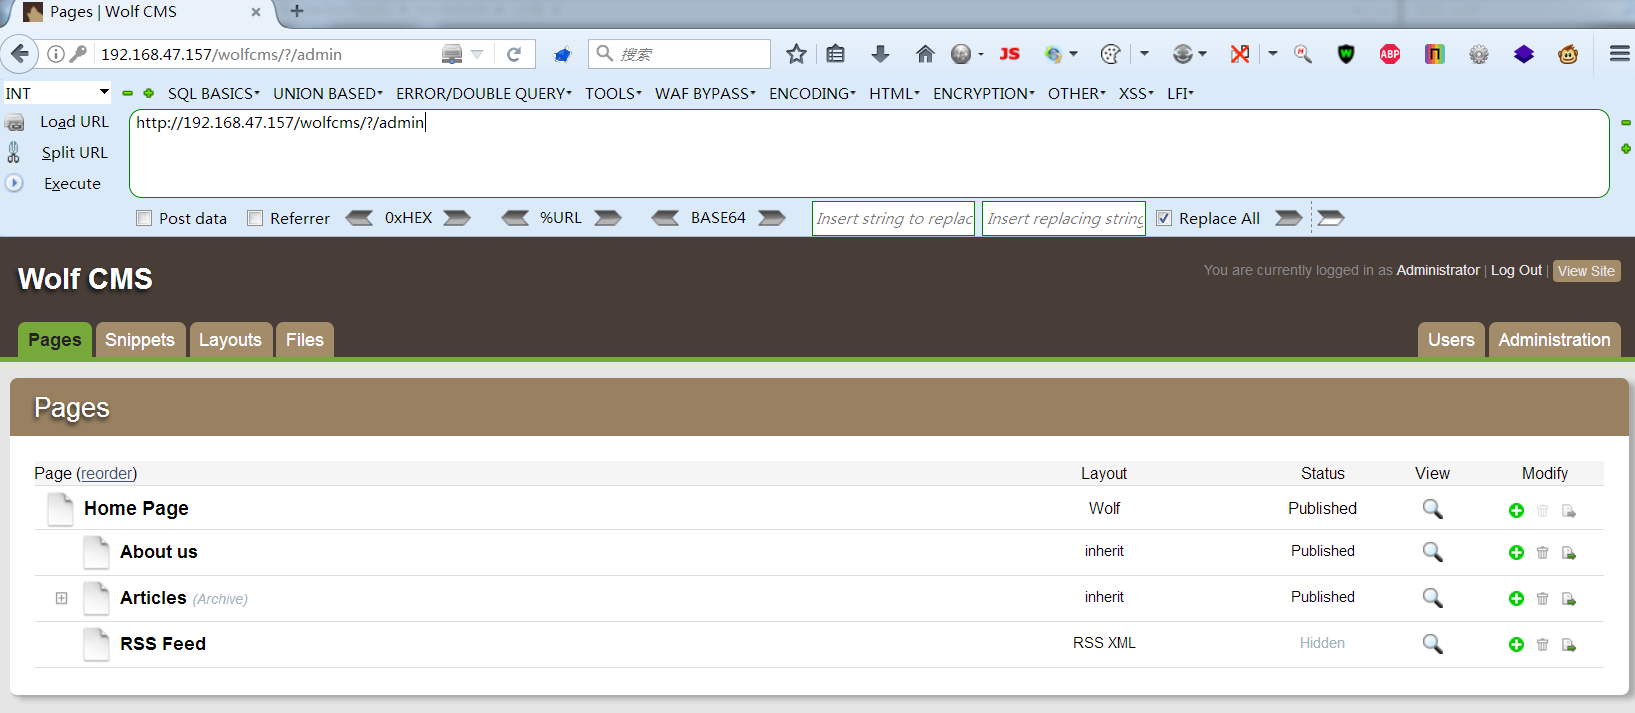 Pages | Wolf CMS
192.168.47.157/wolfcms/?/admin
搜索
JS
ABP
INT
SQL BASICS
UNION BASED
ERROR/DOUBLE QUERY
TOOLS
WAF BYPASS
ENCODING
HTML
ENCRYPTION
OTHER
XSS
LFI
Load URL
http://192.168.47.157/wolfcms/?/admin
Split URL
Execute
Post data
Referrer
0xHEX
%URL
BASE64
Insert string to replac
Insert replacing string
Replace All
Wolf CMS
You are currently logged in as Administrator | Log Out | View Site
Pages
Snippets
Layouts
Files
Users
Administration
Pages
Page (reorder)
Layout
Status
View
Modify
Home Page
Wolf
Published
About us
inherit
Published
Articles (Archive)
inherit
Published
RSS Feed
RSS XML
Hidden